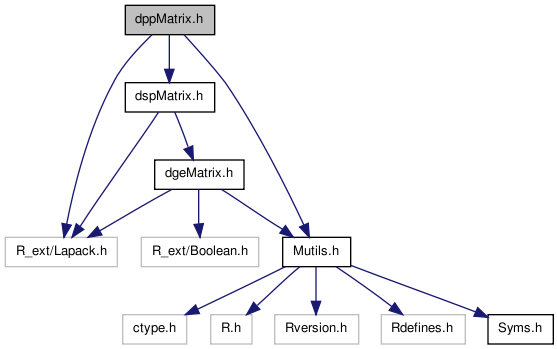 dppMatrix.h
dspMatrix.h
dgeMatrix.h
R_ext/Lapack.h
R_ext/Boolean.h
Mutils.h
ctype.h
R.h
Rversion.h
Rdefines.h
Syms.h